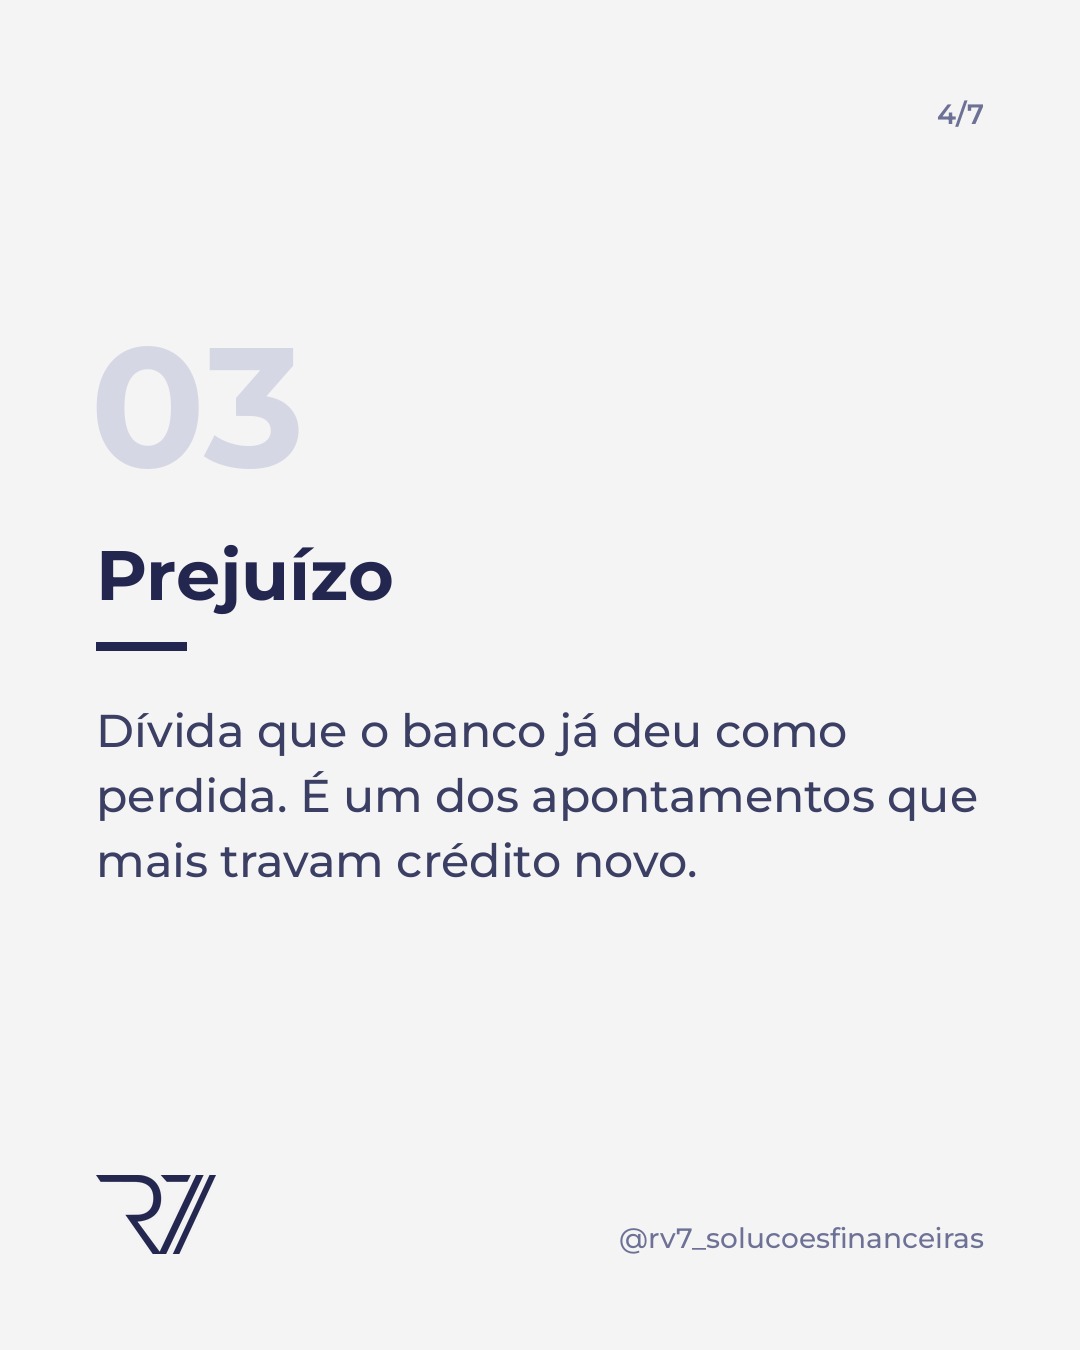 4/7
03
Prejuízo
Dívida que o banco já deu como
perdida. É um dos apontamentos que
mais travam crédito novo.
R7
@rv7_solucoesfinanceiras